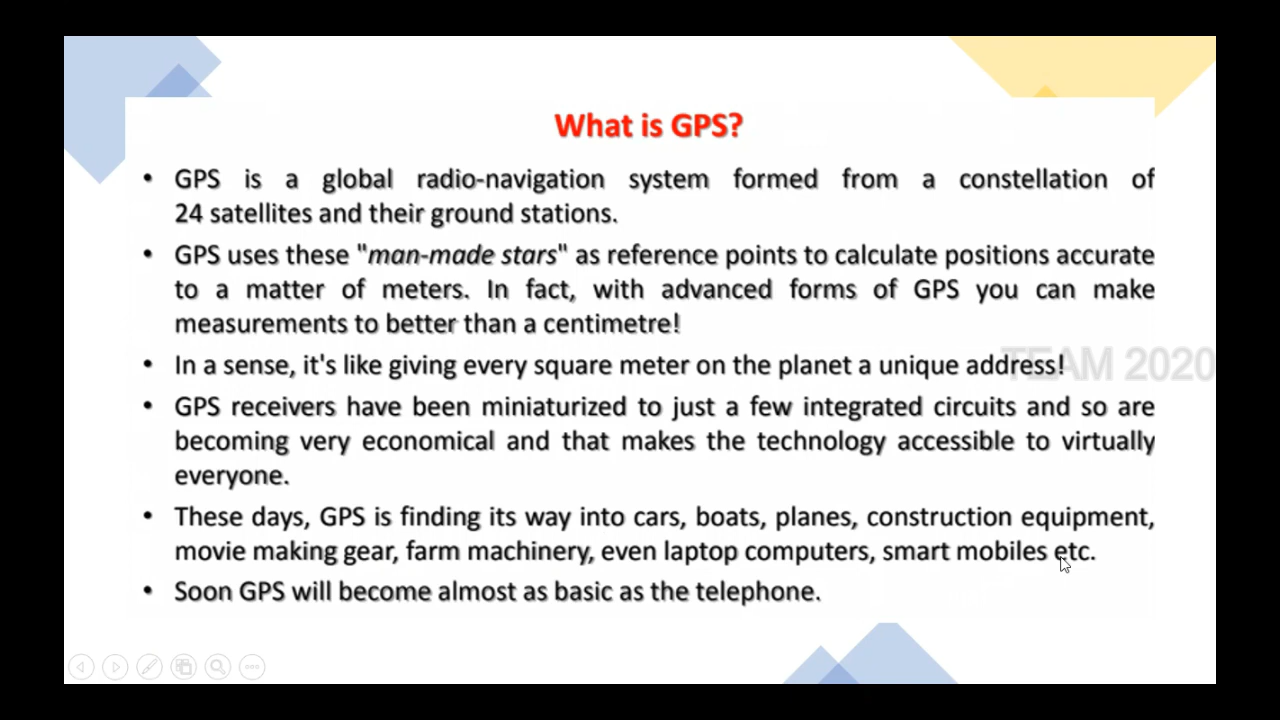 What is GPS?
• GPS is a global radio-navigation system formed from a constellation of
24 satellites and their ground stations.
• GPS uses these "man-made stars" as reference points to calculate positions accurate
to a matter of meters. In fact, with advanced forms of GPS you can make
measurements to better than a centimetre!
• In a sense, it's like giving every square meter on the planet a unique address!
TEAM 2020
• GPS receivers have been miniaturized to just a few integrated circuits and so are
becoming very economical and that makes the technology accessible to virtually
everyone.
• These days, GPS is finding its way into cars, boats, planes, construction equipment,
movie making gear, farm machinery, even laptop computers, smart mobiles etc.
• Soon GPS will become almost as basic as the telephone.